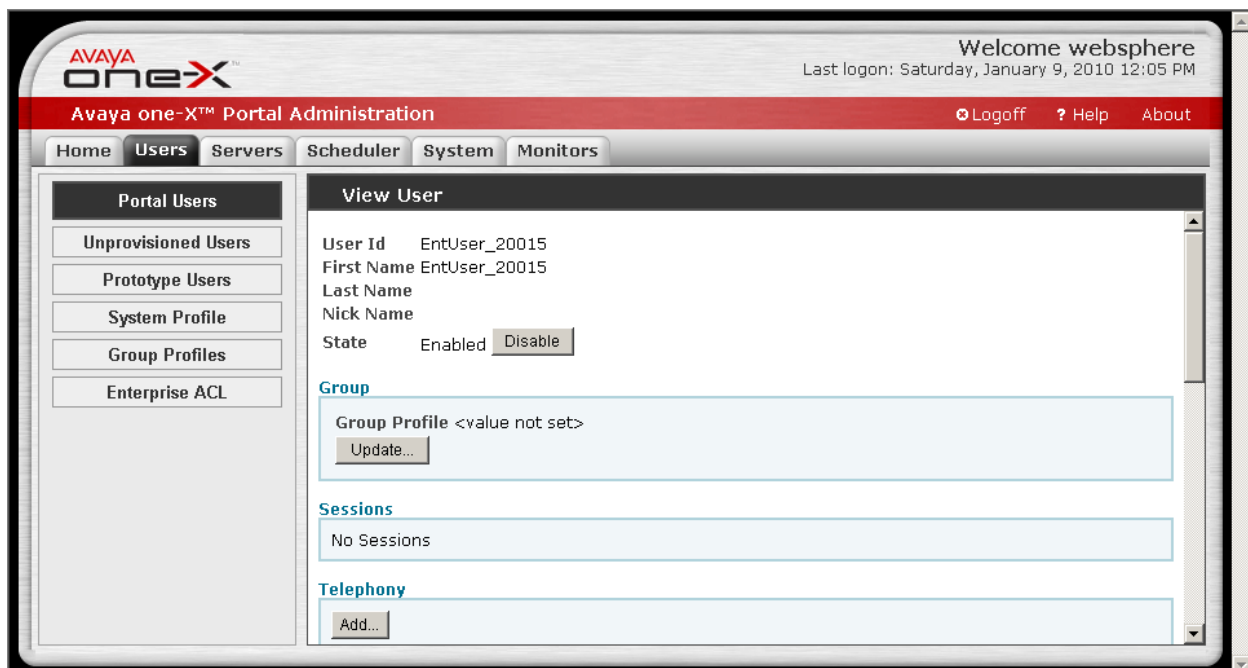 AVAYA
one-X™
Welcome websphere
Last logon: Saturday, January 9, 2010 12:05 PM
Avaya one-X™ Portal Administration
Logoff ? Help About
Home Users Servers Scheduler System Monitors
Portal Users
Unprovisioned Users
Prototype Users
System Profile
Group Profiles
Enterprise ACL
View User
User Id EntUser_20015
First Name EntUser_20015
Last Name
Nick Name
State Enabled Disable
Group
Group Profile <value not set>
Update...
Sessions
No Sessions
Telephony
Add...